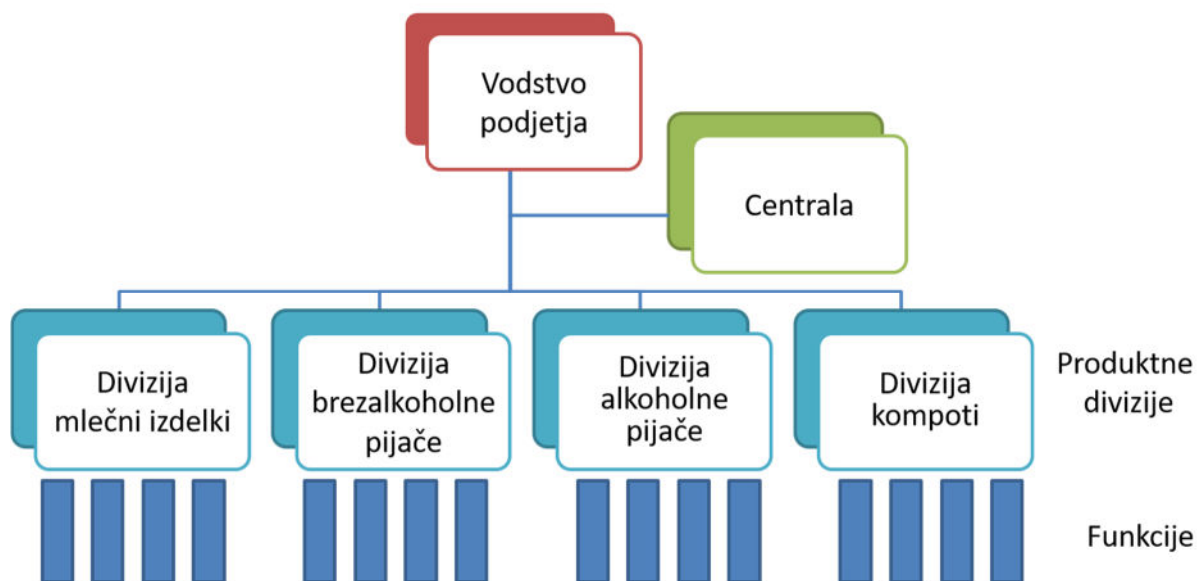 Vodstvo
podjetja
Centrala
Divizija
mlečni izdelki
Divizija
brezalkoholne
pijače
Divizija
alkoholne
pijače
Divizija
kompoti
Produktne
divizije
Funkcije